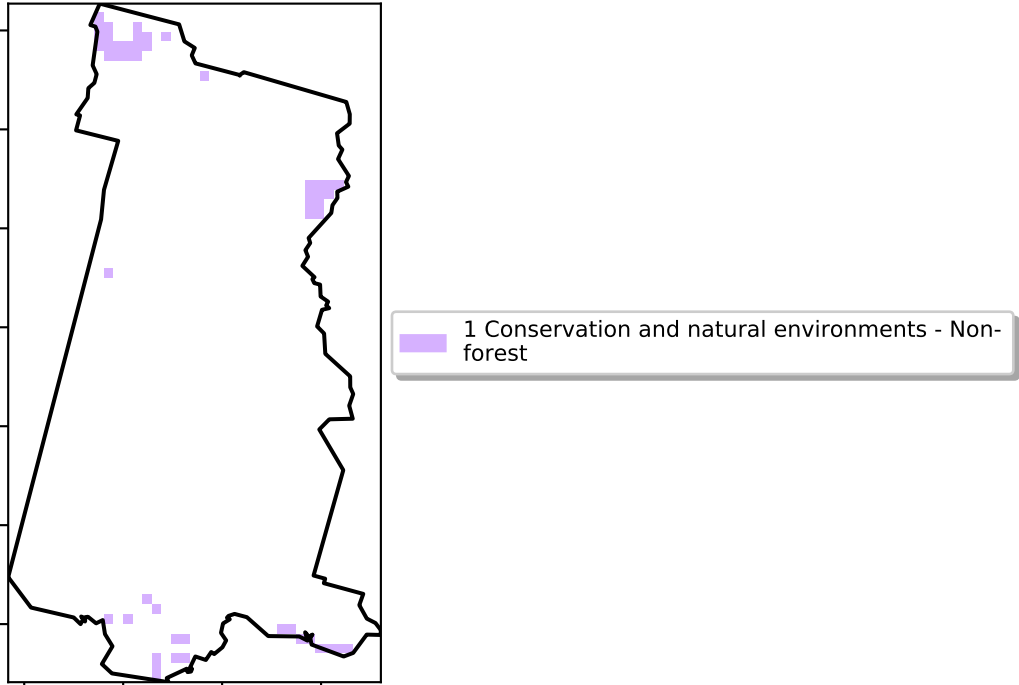 1 Conservation and natural environments - Non-
forest